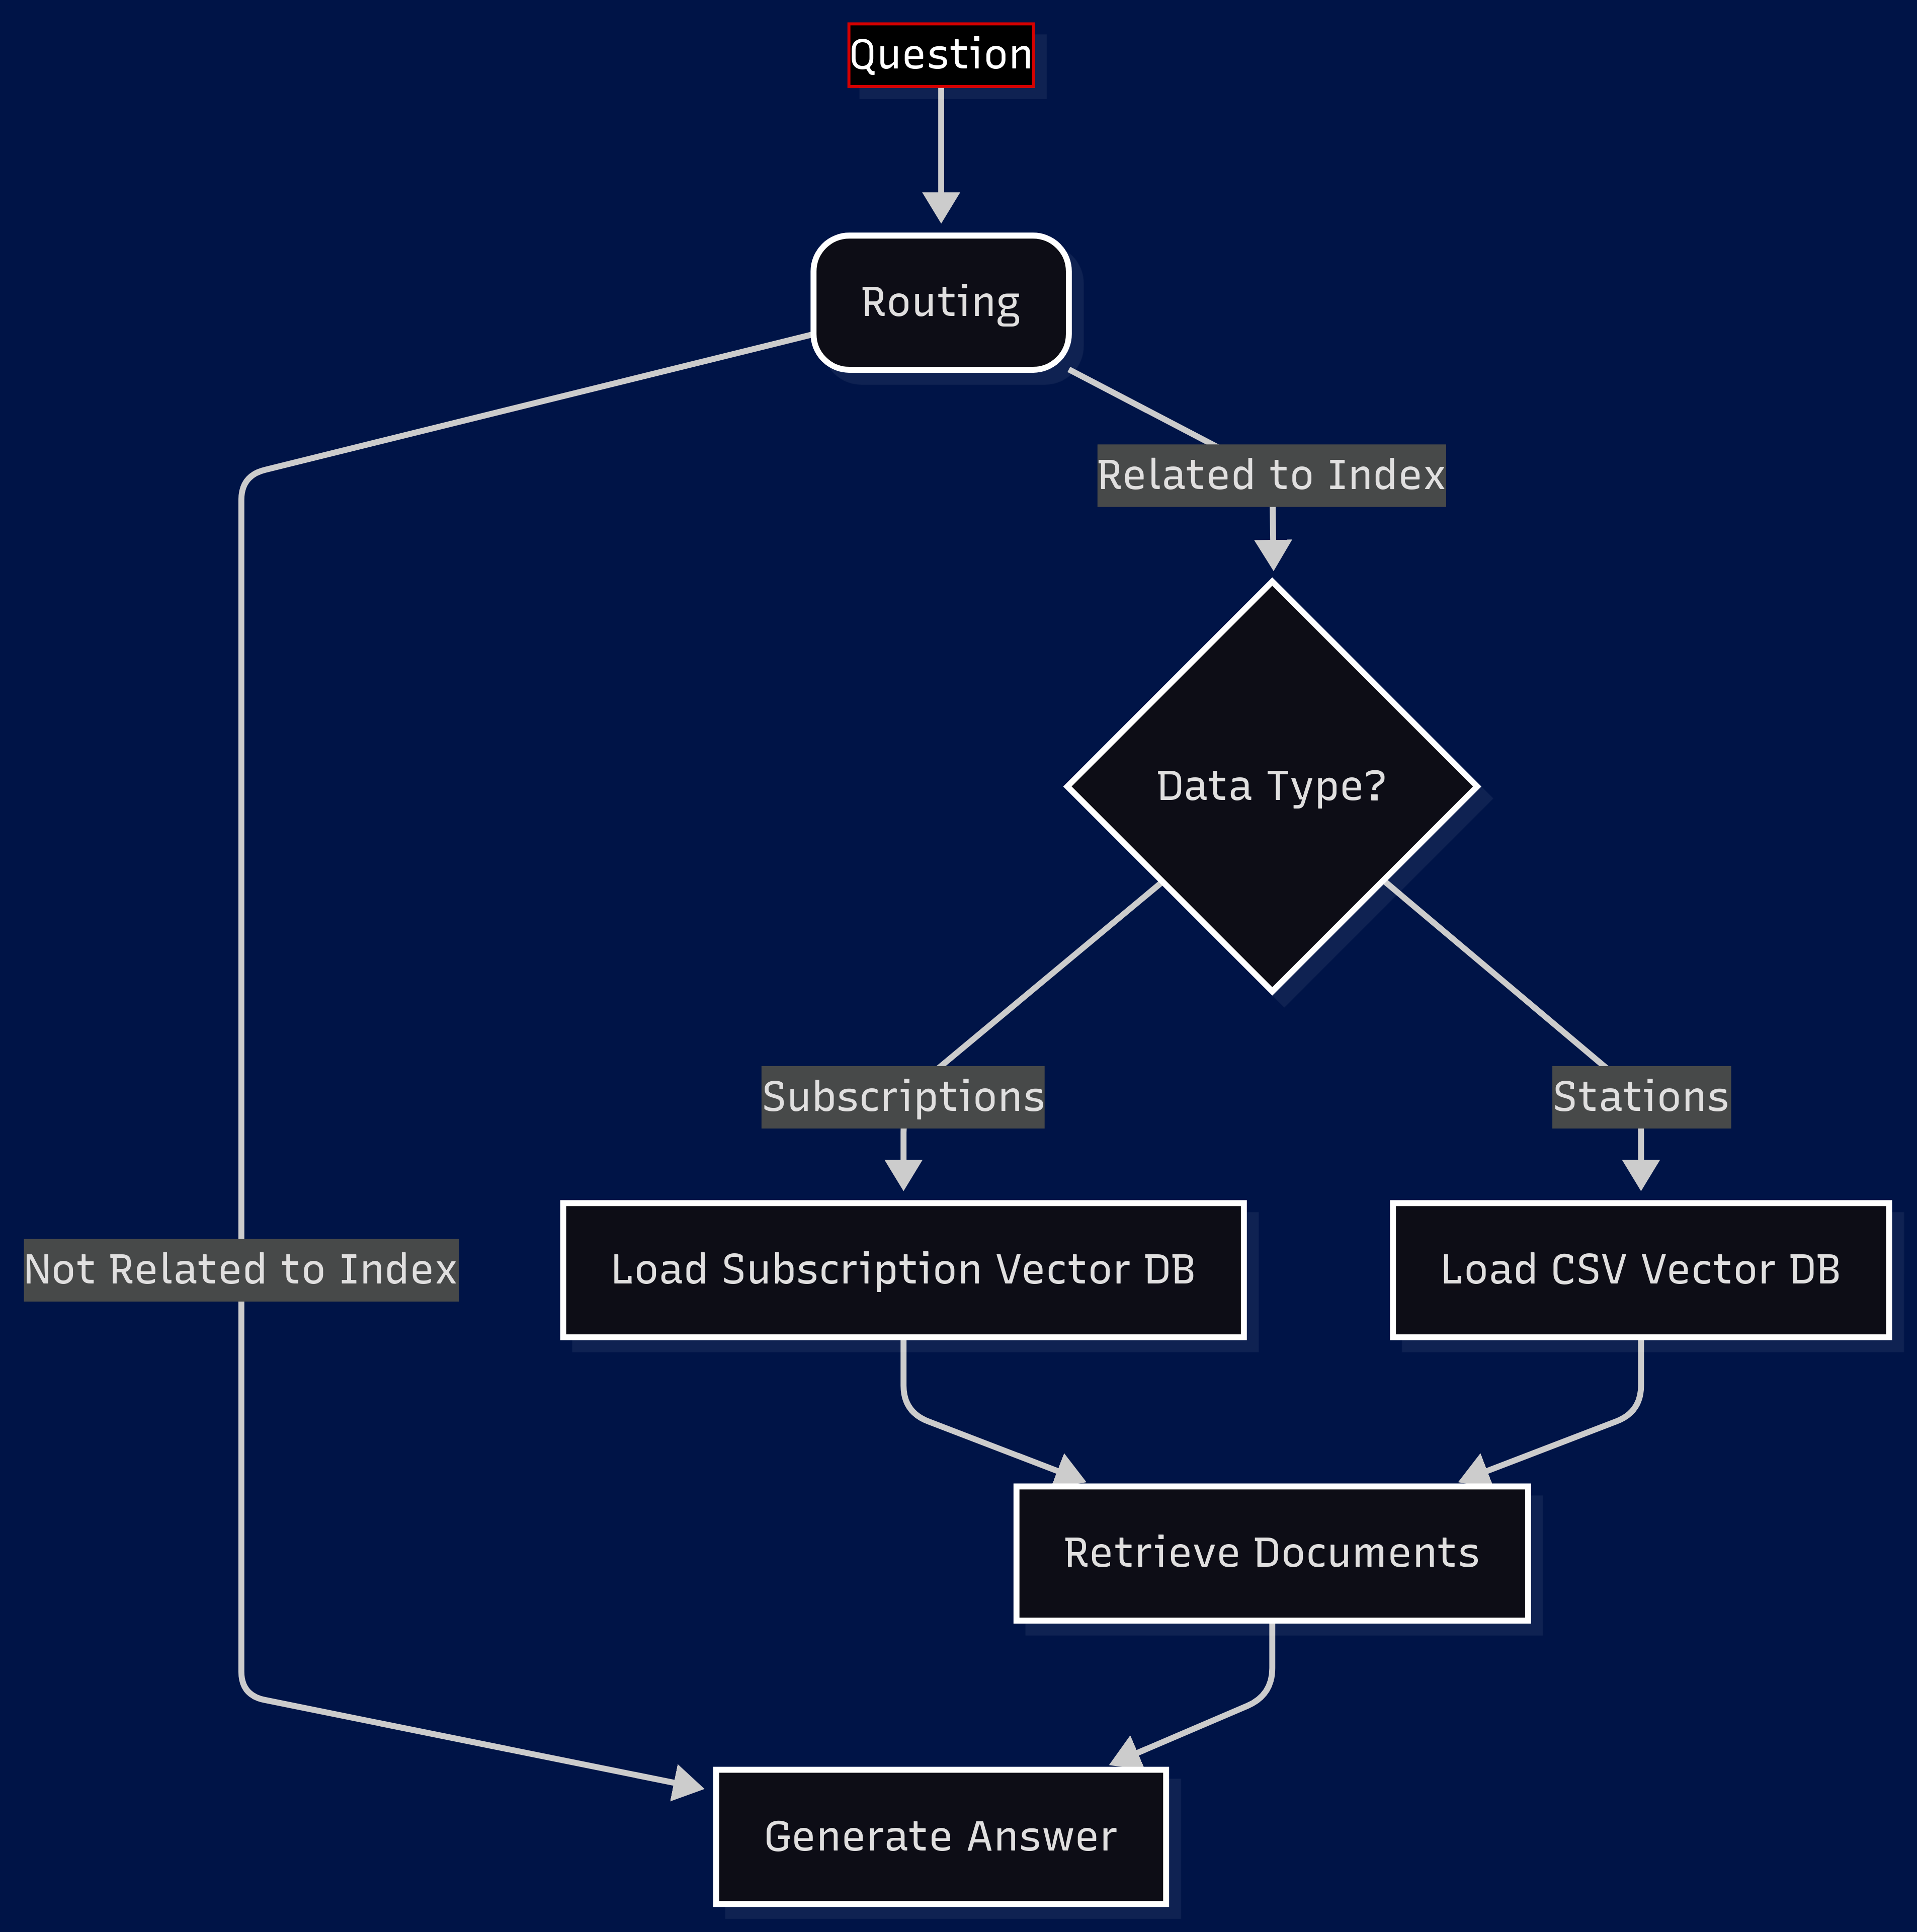 Question
Routing
Related to Index
Data Type?
Subscriptions
Stations
Not Related to Index
Load Subscription Vector DB
Load CSV Vector DB
Retrieve Documents
Generate Answer